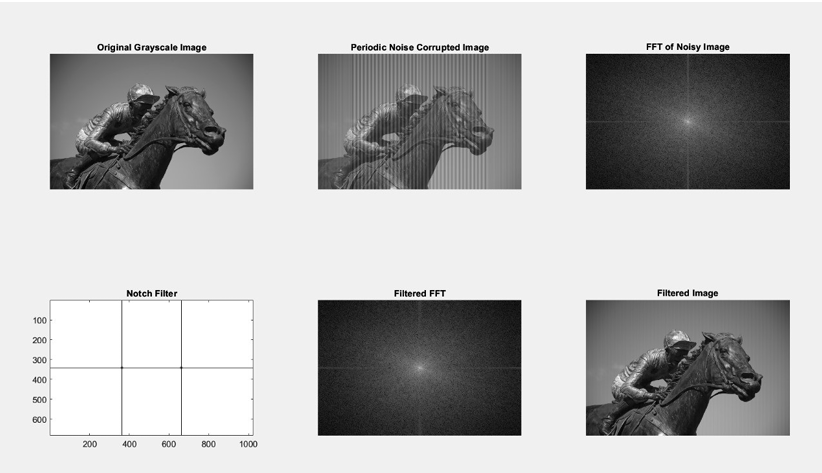 Original Grayscale Image
Periodic Noise Corrupted Image
FFT of Noisy Image
Notch Filter
100
200
300
400
500
600
200
400
600
800
1000
Filtered FFT
Filtered Image